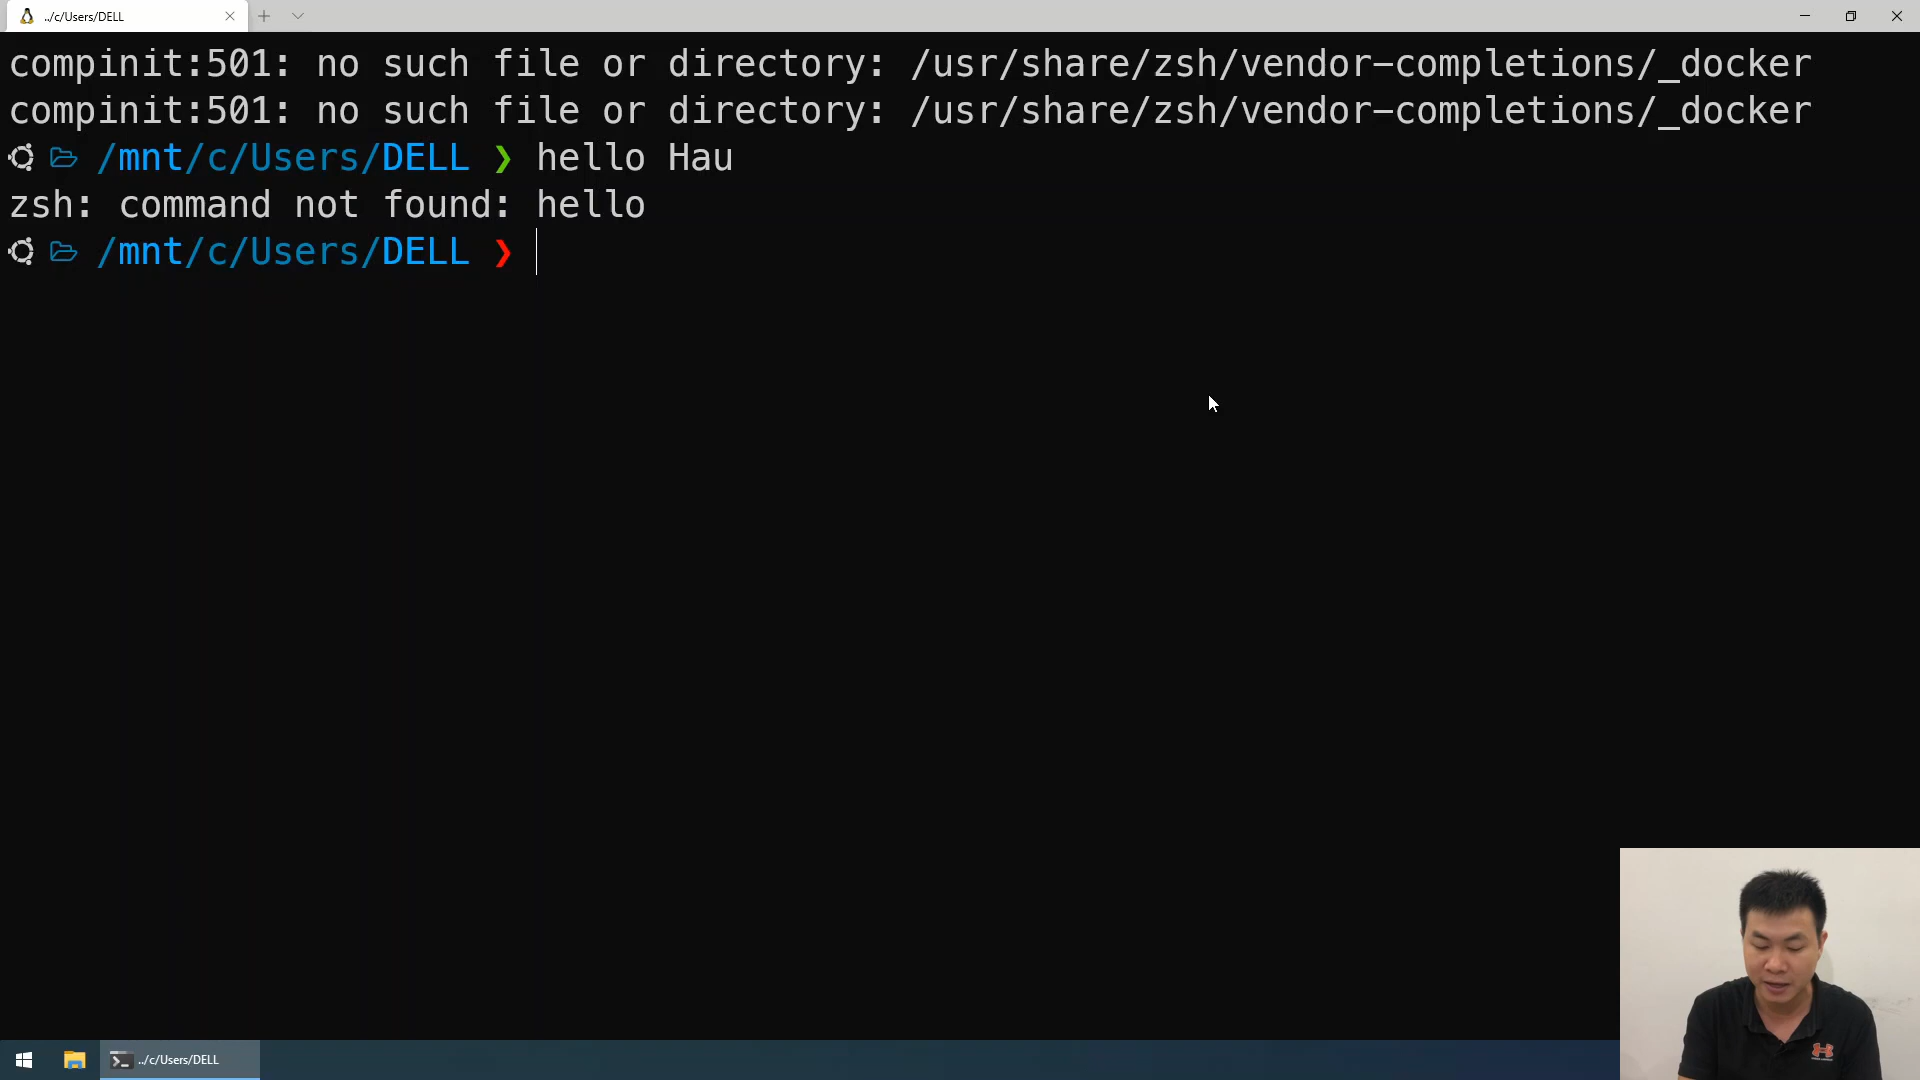 ../c/Users/DELL
compinit:501: no such file or directory: /usr/share/zsh/vendor-completions/_docker
compinit:501: no such file or directory: /usr/share/zsh/vendor-completions/_docker
/mnt/c/Users/DELL ❯ hello Hau
zsh: command not found: hello
/mnt/c/Users/DELL ❯
../c/Users/DELL